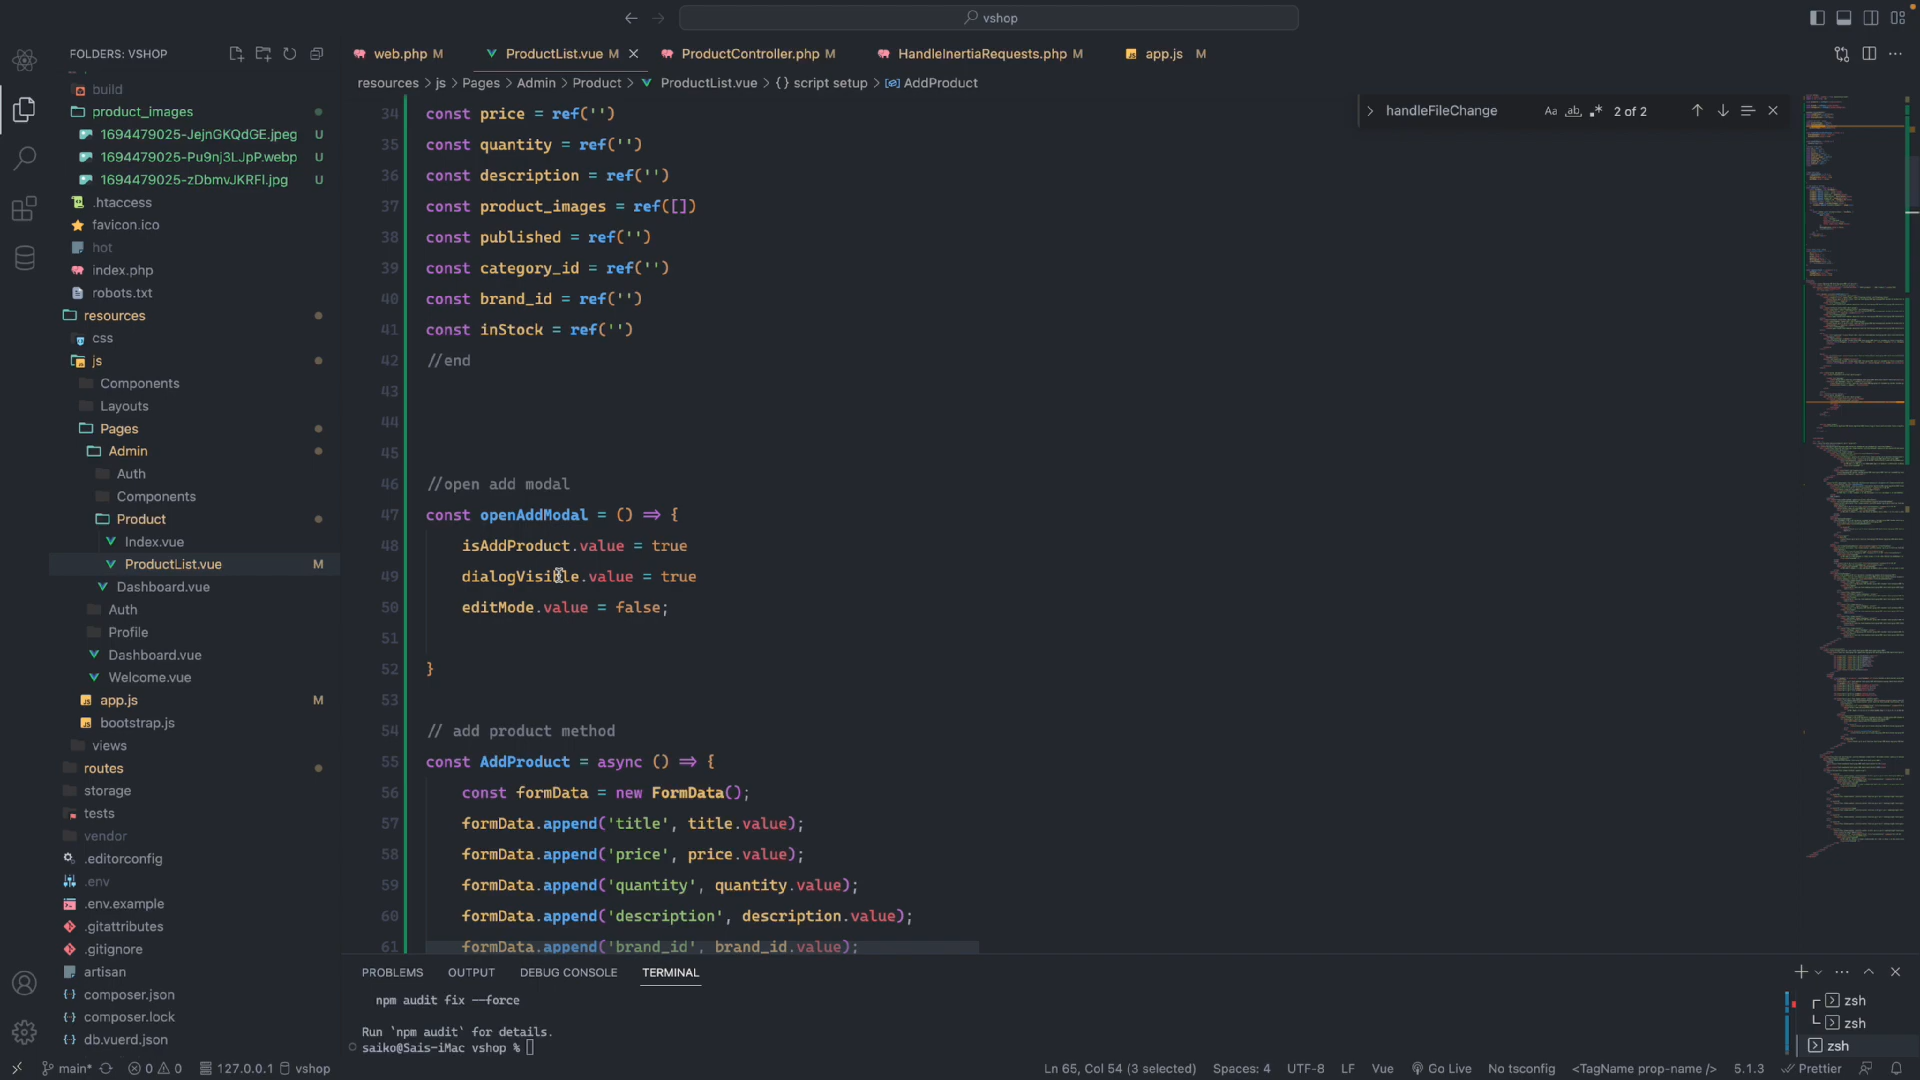 vshop
FOLDERS: VSHOP
build
product_images
1694479025-JejnGKQdGE.jpeg U
1694479025-Pu9nj3LJpP.webp U
1694479025-zDbmvJKRFI.jpg U
.htaccess
favicon.ico
hot
index.php
robots.txt
resources
css
js
Components
Layouts
Pages
Admin
Auth
Components
Product
Index.vue
ProductList.vue M
Dashboard.vue
Auth
Profile
Dashboard.vue
Welcome.vue
app.js M
bootstrap.js
views
routes
storage
tests
vendor
.editorconfig
.env
.env.example
.gitattributes
.gitignore
artisan
composer.json
composer.lock
db.vuerd.json
web.php M ProductList.vue M ProductController.php M HandleInertiaRequests.php M app.js M
resources > js > Pages > Admin > Product > ProductList.vue > {} script setup > AddProduct
handleFileChange Aa ab .* 2 of 2
34 const price = ref('')
35 const quantity = ref('')
36 const description = ref('')
37 const product_images = ref([])
38 const published = ref('')
39 const category_id = ref('')
40 const brand_id = ref('')
41 const inStock = ref('')
42 //end
43
44
45
46 //open add modal
47 const openAddModal = () => {
48 isAddProduct.value = true
49 dialogVisible.value = true
50 editMode.value = false;
51
52 }
53
54 // add product method
55 const AddProduct = async () => {
56 const formData = new FormData();
57 formData.append('title', title.value);
58 formData.append('price', price.value);
59 formData.append('quantity', quantity.value);
60 formData.append('description', description.value);
61 formData.append('brand_id', brand_id.value);
PROBLEMS OUTPUT DEBUG CONSOLE TERMINAL
npm audit fix --force
Run `npm audit` for details.
saiko@Sais-iMac vshop %
zsh
zsh
zsh
main* 0 0 127.0.0.1 vshop Ln 65, Col 54 (3 selected) Spaces: 4 UTF-8 LF Vue Go Live No tsconfig <TagName prop-name /> 5.1.3 Prettier